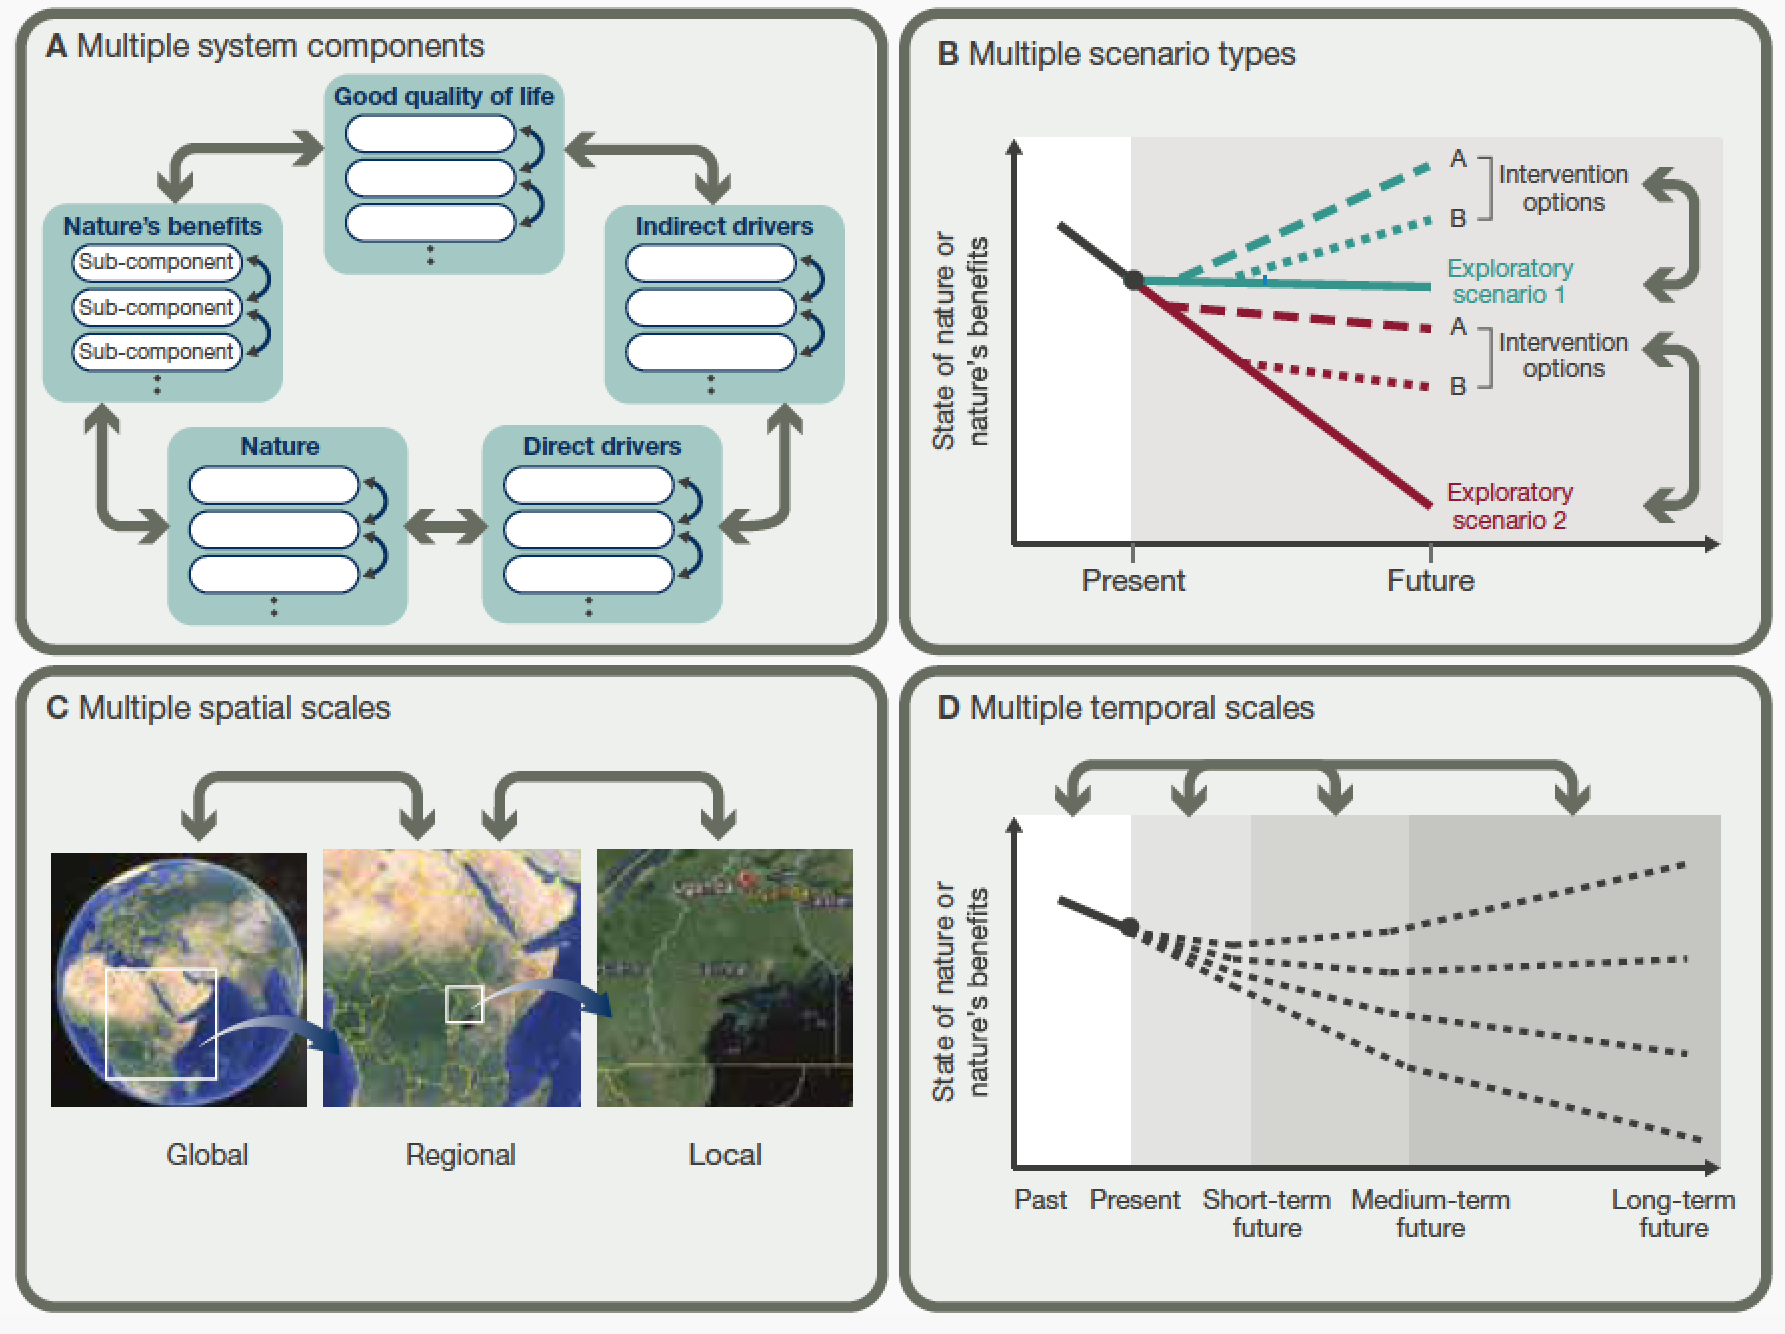 A Multiple system components
Good quality of life
Nature's benefits
Sub-component
Sub-component
Sub-component
Indirect drivers
Nature
Direct drivers
B Multiple scenario types
State of nature or
nature's benefits
A
B
Intervention
options
Exploratory
scenario 1
A
B
Intervention
options
Exploratory
scenario 2
Present
Future
C Multiple spatial scales
Uganda
Global
Regional
Local
D Multiple temporal scales
State of nature or
nature's benefits
Past
Present
Short-term
future
Medium-term
future
Long-term
future